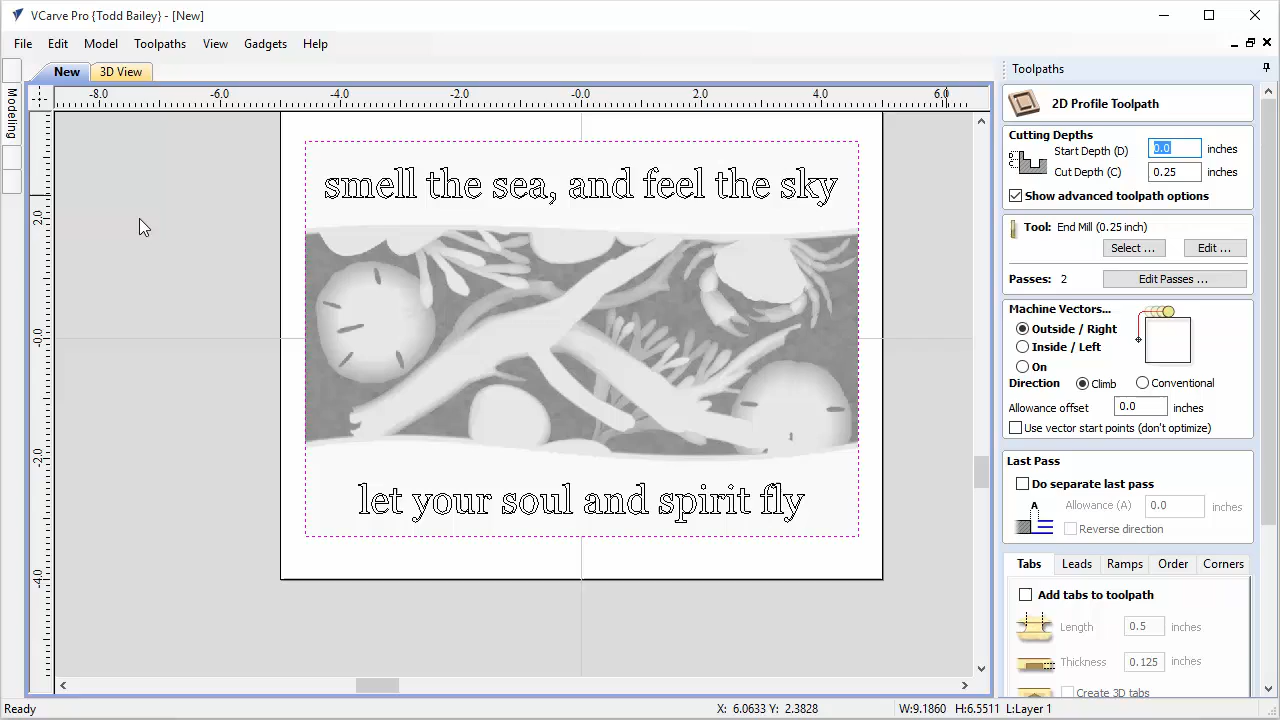 VCarve Pro {Todd Bailey} - [New]
File Edit Model Toolpaths View Gadgets Help
New 3D View
Modeling
-8.0 -6.0 -4.0 -2.0 -0.0 2.0 4.0 6.0
2.0
-0.0
-2.0
-4.0
smell the sea, and feel the sky
let your soul and spirit fly
Toolpaths
2D Profile Toolpath
Cutting Depths
Start Depth (D) 0.0 inches
Cut Depth (C) 0.25 inches
Show advanced toolpath options
Tool: End Mill (0.25 inch)
Select ... Edit ...
Passes: 2 Edit Passes ...
Machine Vectors...
Outside / Right
Inside / Left
On
Direction Climb Conventional
Allowance offset 0.0 inches
Use vector start points (don't optimize)
Last Pass
Do separate last pass
A Allowance (A) 0.0 inches
Reverse direction
Tabs Leads Ramps Order Corners
Add tabs to toolpath
Length 0.5 inches
Thickness 0.125 inches
Create 3D tabs
Ready X: 6.0633 Y: 2.3828 W:9.1860 H:6.5511 L:Layer 1